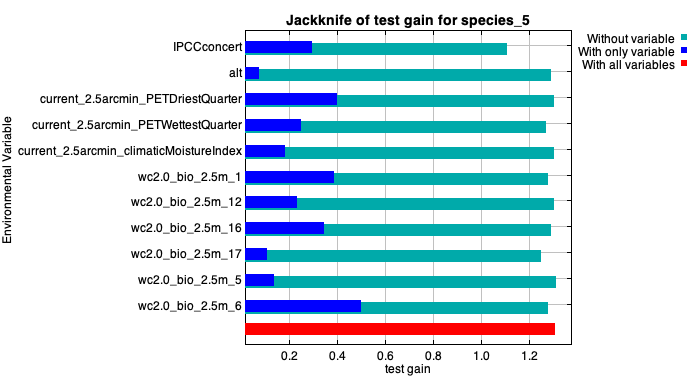 Jackknife of test gain for species_5
Without variable
With only variable
With all variables
Environmental Variable
IPCCconcert
alt
current_2.5arcmin_PETDriestQuarter
current_2.5arcmin_PETWettestQuarter
current_2.5arcmin_climaticMoistureIndex
wc2.0_bio_2.5m_1
wc2.0_bio_2.5m_12
wc2.0_bio_2.5m_16
wc2.0_bio_2.5m_17
wc2.0_bio_2.5m_5
wc2.0_bio_2.5m_6
0.2 0.4 0.6 0.8 1.0 1.2
test gain